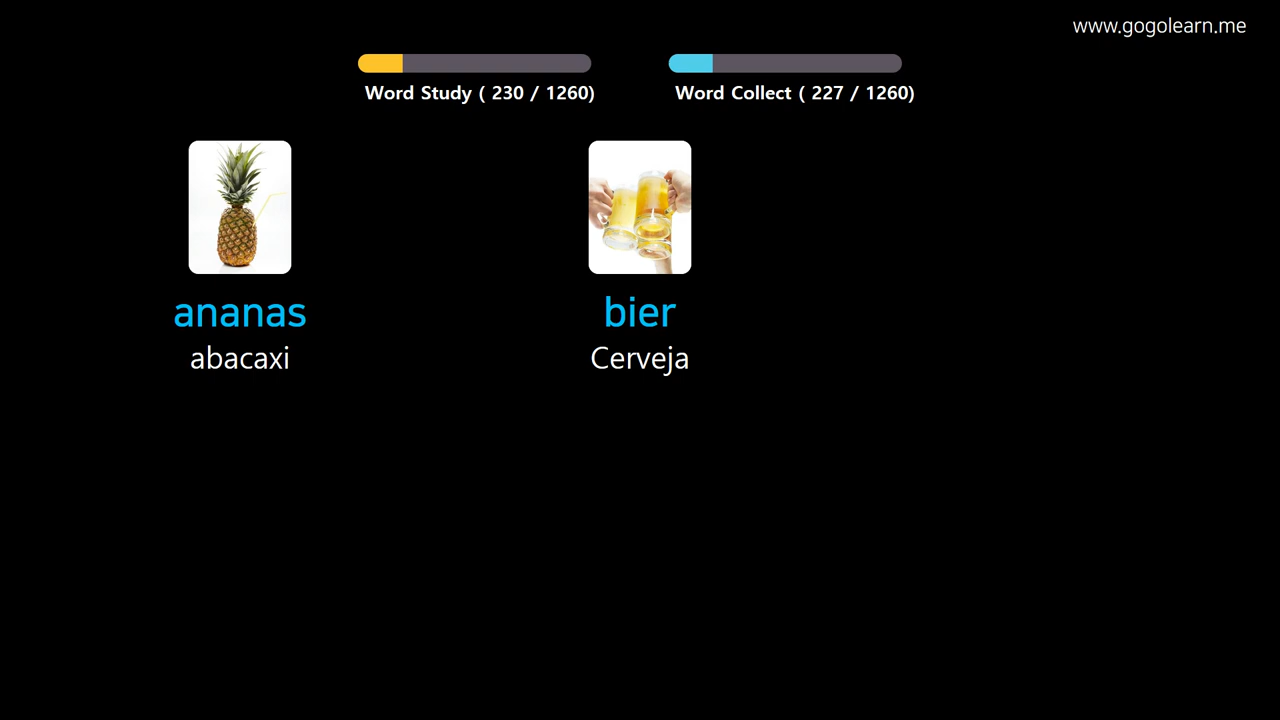 www.gogolearn.me
Word Study ( 230 / 1260)
Word Collect ( 227 / 1260)
ananas
abacaxi
bier
Cerveja